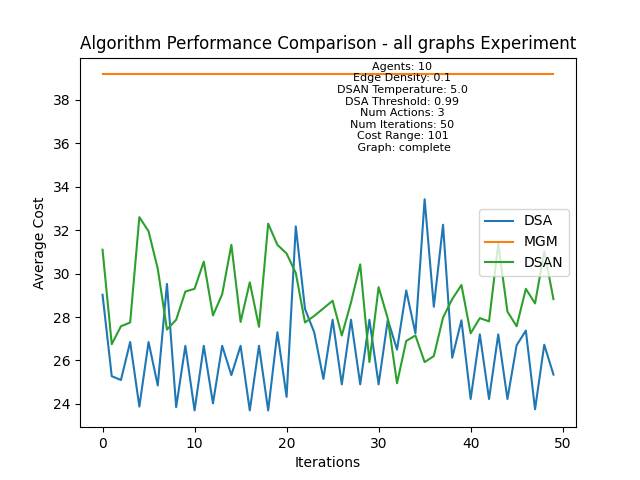 Algorithm Performance Comparison - all graphs Experiment
Agents: 10
Edge Density: 0.1
DSAN Temperature: 5.0
DSA Threshold: 0.99
Num Actions: 3
Num Iterations: 50
Cost Range: 101
Graph: complete
DSA
MGM
DSAN
Average Cost
38
36
34
32
30
28
26
24
0 10 20 30 40 50
Iterations